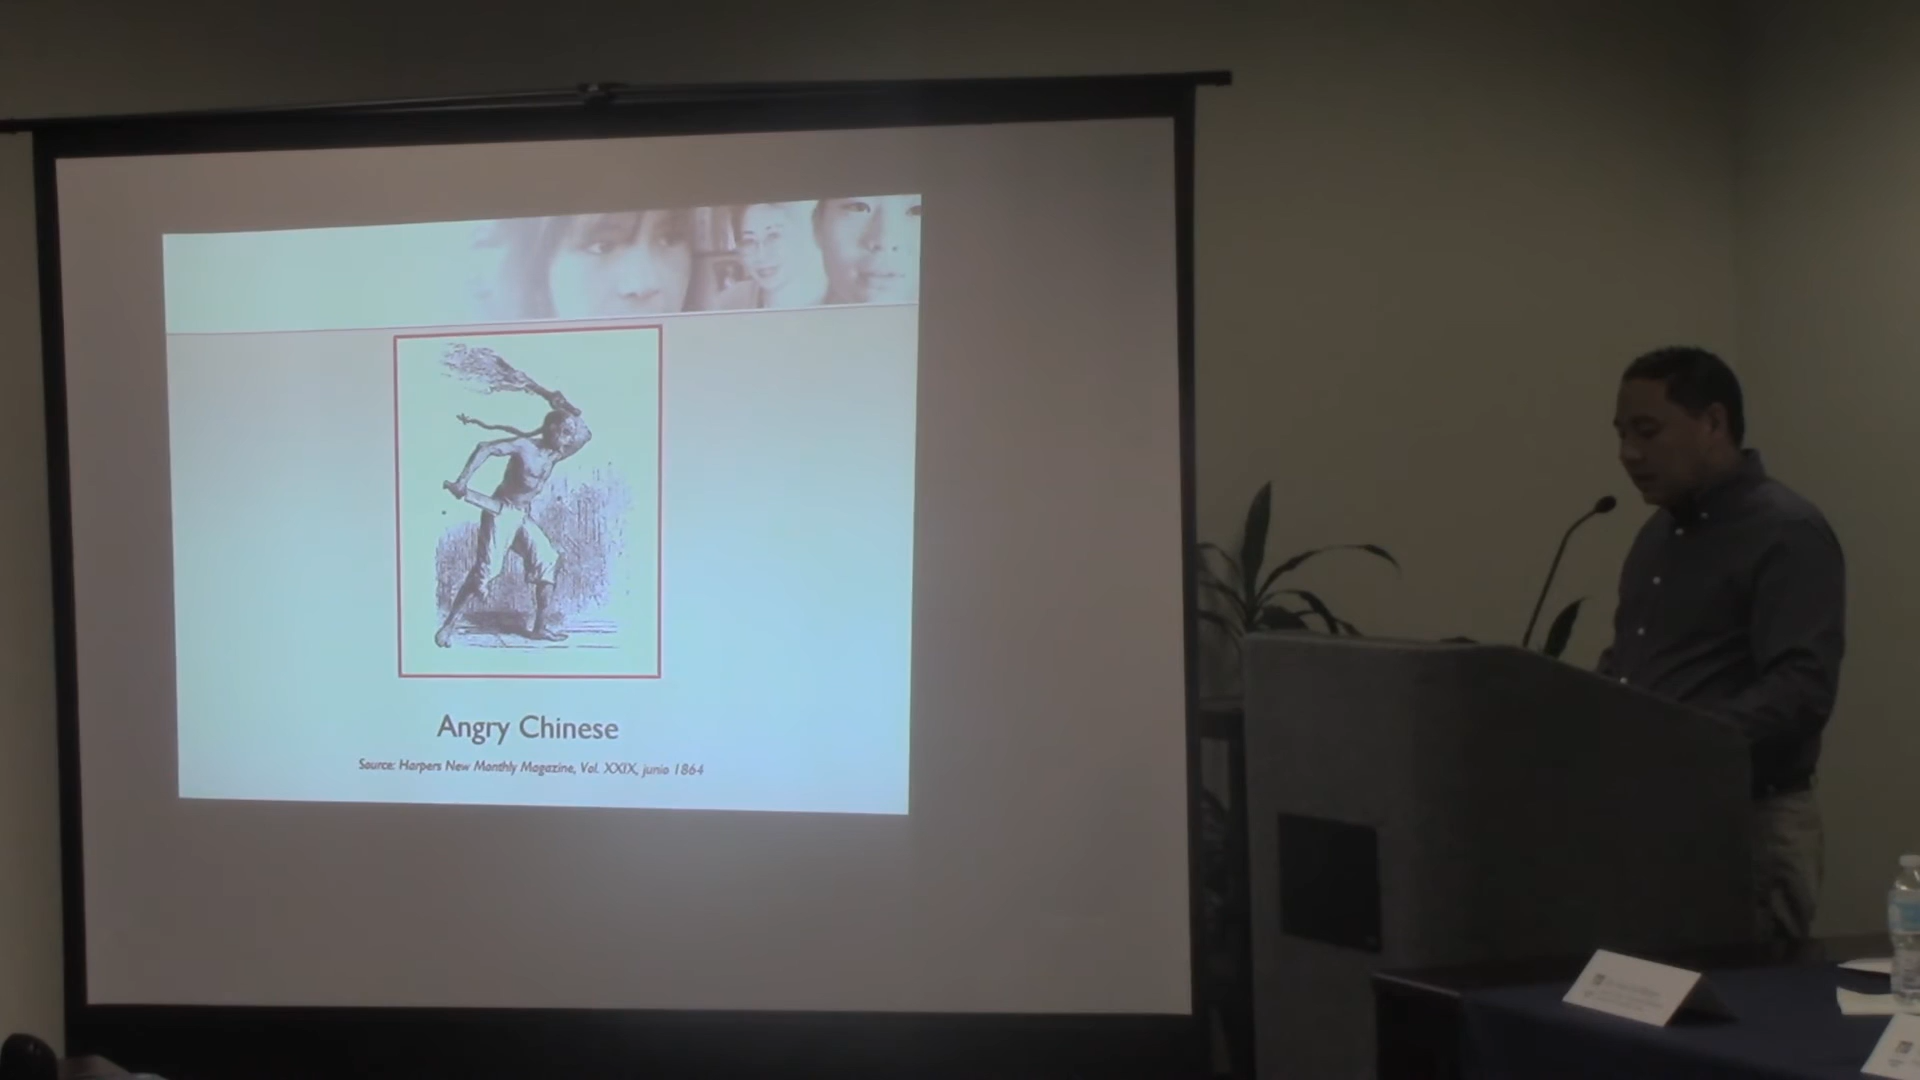 Angry Chinese
Source: Harpers New Monthly Magazine, Vol. XXIX, junio 1864